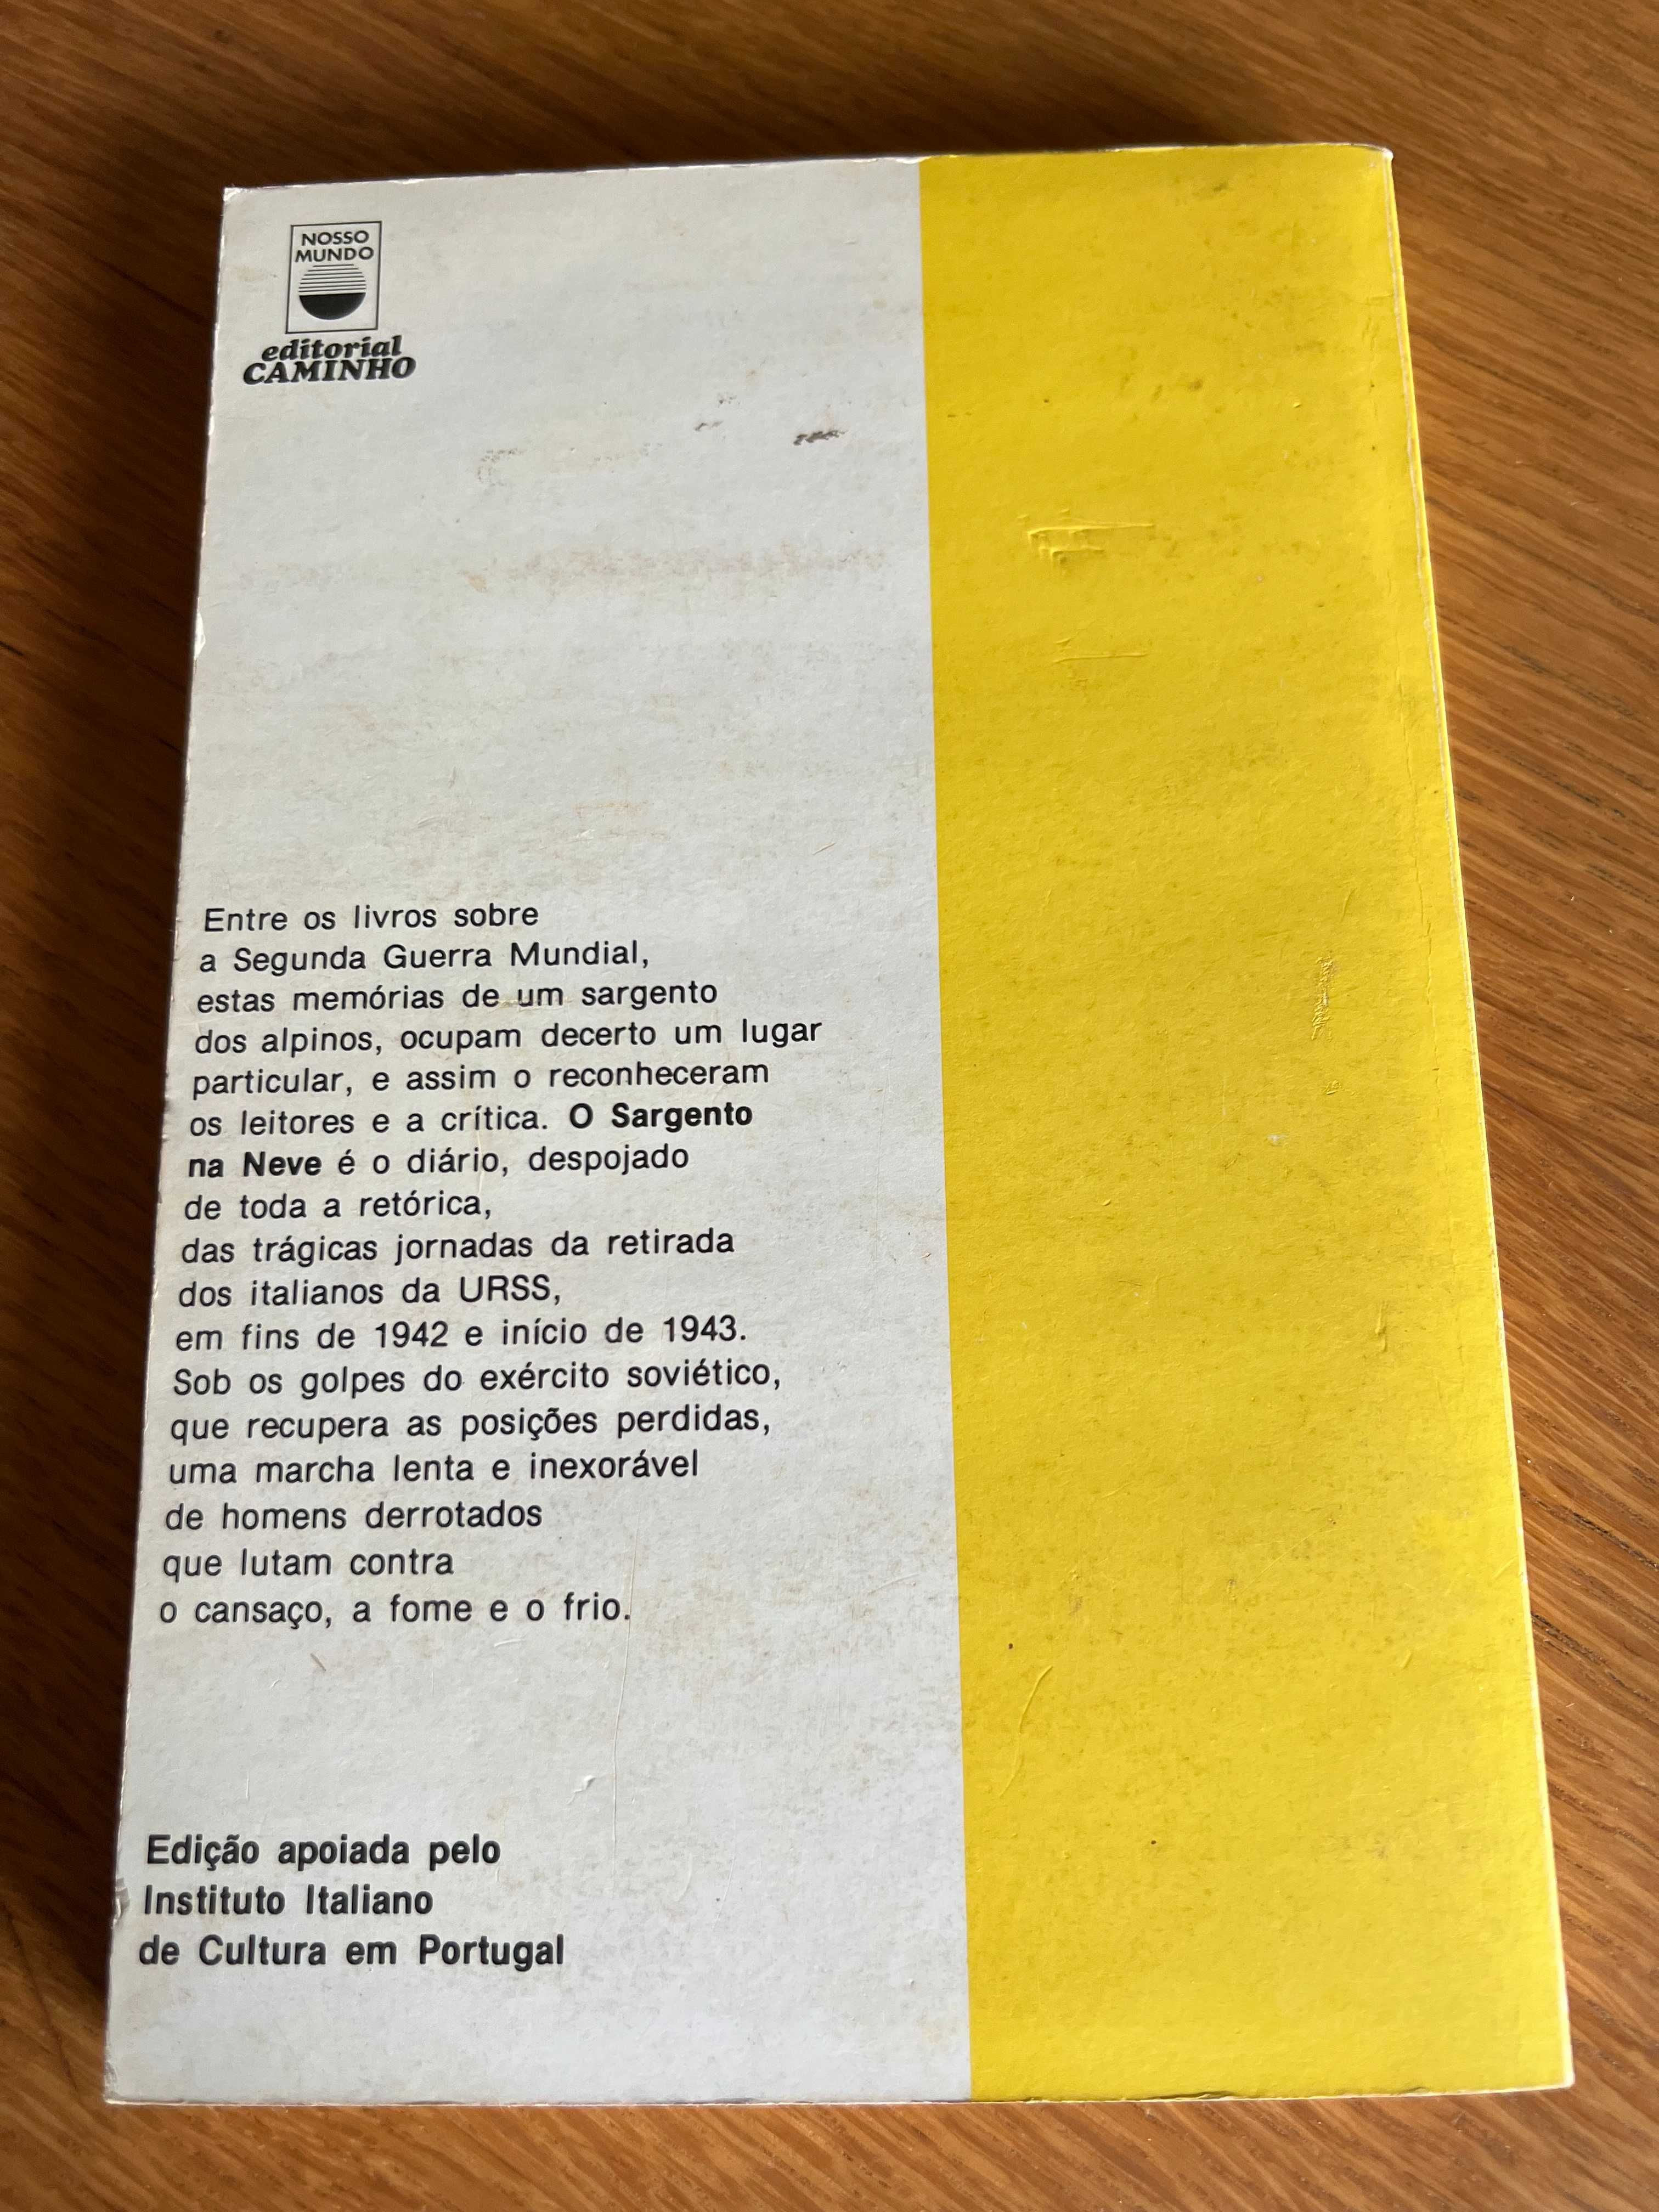 NOSSO
MUNDO
editorial
CAMINHO
Entre os livros sobre
a Segunda Guerra Mundial,
estas memórias de um sargento
dos alpinos, ocupam decerto um lugar
particular, e assim o reconheceram
os leitores e a crítica. O Sargento
na Neve é o diário, despojado
de toda a retórica,
das trágicas jornadas da retirada
dos italianos da URSS,
em fins de 1942 e início de 1943.
Sob os golpes do exército soviético,
que recupera as posições perdidas,
uma marcha lenta e inexorável
de homens derrotados
que lutam contra
o cansaço, a fome e o frio.
Edição apoiada pelo
Instituto Italiano
de Cultura em Portugal